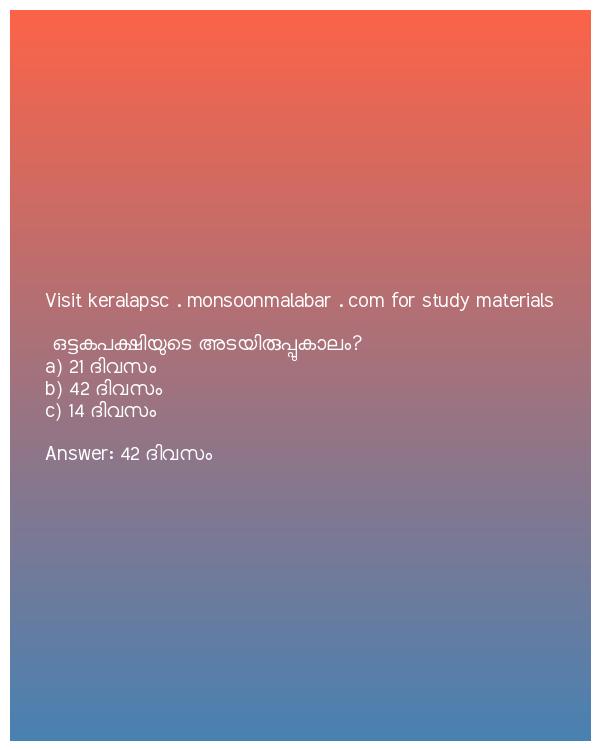 Visit keralapsc . monsoonmalabar . com for study materials
ഒട്ടകപക്ഷിയുടെ അടയിരുപ്പുകാലം?
a) 21 ദിവസം
b) 42 ദിവസം
c) 14 ദിവസം
Answer: 42 ദിവസം